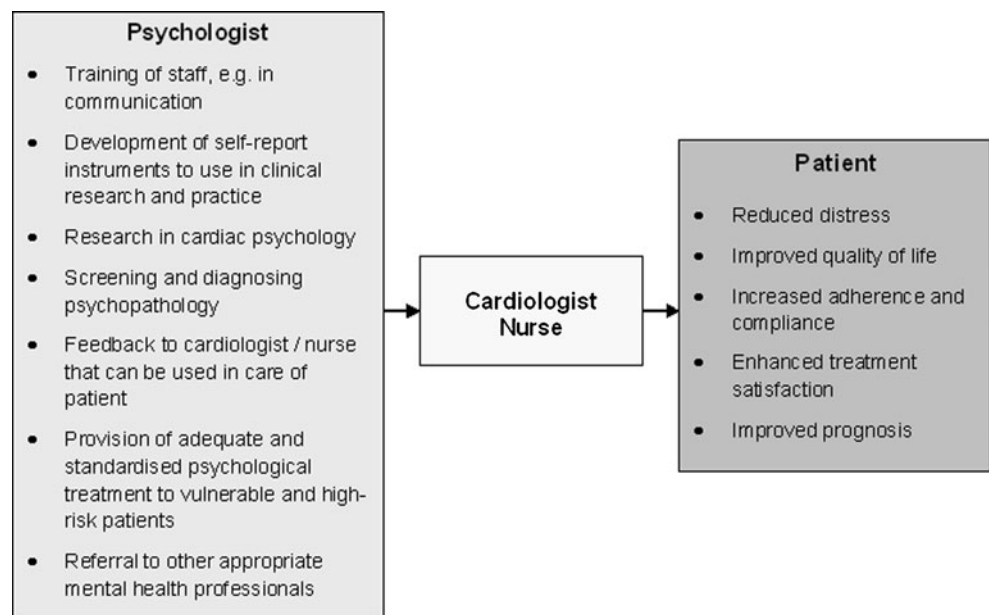 Psychologist
• Training of staff, e.g. in
communication
• Development of self-report
instruments to use in clinical
research and practice
• Research in cardiac psychology
• Screening and diagnosing
psychopathology
• Feedback to cardiologist / nurse
that can be used in care of
patient
• Provision of adequate and
standardised psychological
treatment to vulnerable and high-
risk patients
• Referral to other appropriate
mental health professionals
Cardiologist
Nurse
Patient
• Reduced distress
• Improved quality of life
• Increased adherence and
compliance
• Enhanced treatment
satisfaction
• Improved prognosis